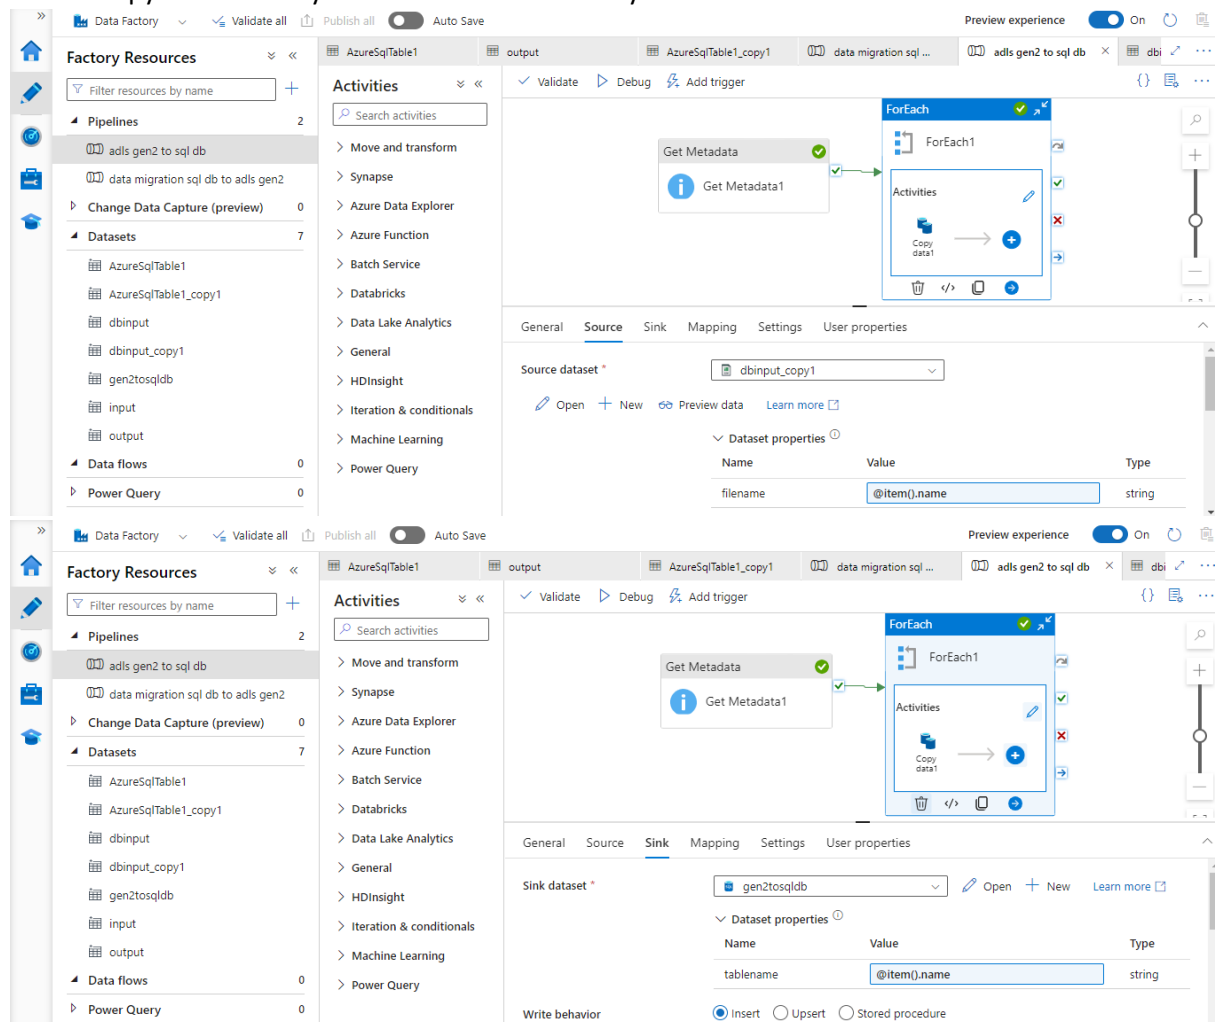 Data Factory
Validate all
Publish all
Auto Save
Preview experience
On
Factory Resources
AzureSqlTable1
output
AzureSqlTable1_copy1
data migration sql ...
adls gen2 to sql db
dbi
Filter resources by name
Activities
Validate
Debug
Add trigger
Search activities
Pipelines 2
adls gen2 to sql db
data migration sql db to adls gen2
Change Data Capture (preview) 0
Datasets 7
AzureSqlTable1
AzureSqlTable1_copy1
dbinput
dbinput_copy1
gen2tosqldb
input
output
Data flows 0
Power Query 0
Move and transform
Synapse
Azure Data Explorer
Azure Function
Batch Service
Databricks
Data Lake Analytics
General
HDInsight
Iteration & conditionals
Machine Learning
Power Query
Get Metadata
Get Metadata1
ForEach
ForEach1
Activities
Copy
data1
General Source Sink Mapping Settings User properties
Source dataset *
dbinput_copy1
Open New Preview data Learn more
Dataset properties
Name Value Type
filename @item().name string
Data Factory
Validate all
Publish all
Auto Save
Preview experience
On
Factory Resources
AzureSqlTable1
output
AzureSqlTable1_copy1
data migration sql ...
adls gen2 to sql db
dbi
Filter resources by name
Activities
Validate
Debug
Add trigger
Search activities
Pipelines 2
adls gen2 to sql db
data migration sql db to adls gen2
Change Data Capture (preview) 0
Datasets 7
AzureSqlTable1
AzureSqlTable1_copy1
dbinput
dbinput_copy1
gen2tosqldb
input
output
Data flows 0
Power Query 0
Move and transform
Synapse
Azure Data Explorer
Azure Function
Batch Service
Databricks
Data Lake Analytics
General
HDInsight
Iteration & conditionals
Machine Learning
Power Query
Get Metadata
Get Metadata1
ForEach
ForEach1
Activities
Copy
data1
General Source Sink Mapping Settings User properties
Sink dataset *
gen2tosqldb
Open New Learn more
Dataset properties
Name Value Type
tablename @item().name string
Write behavior
Insert Upsert Stored procedure